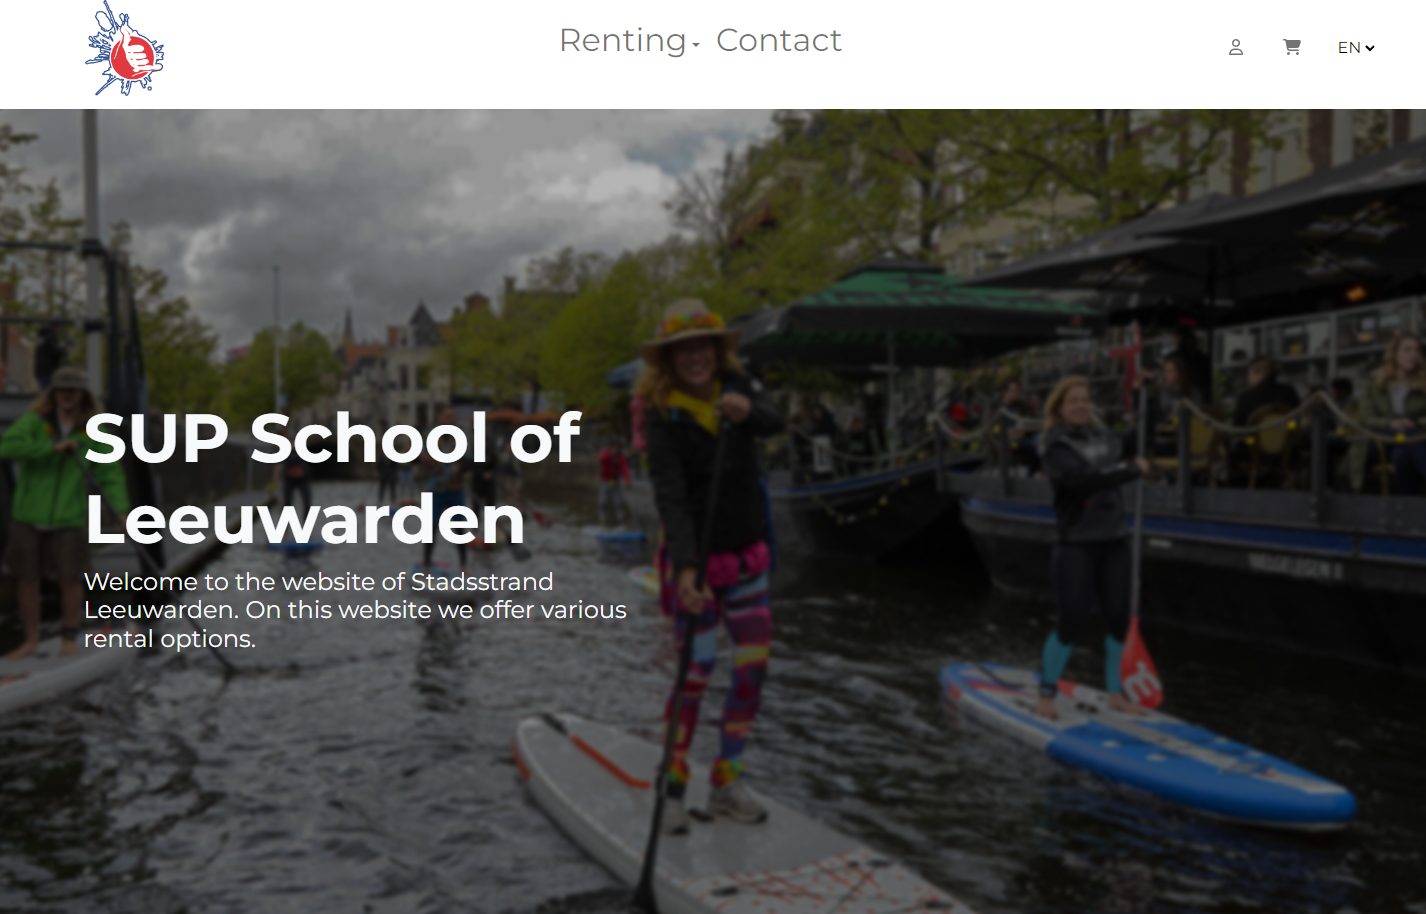 Renting
Contact
EN
SUP School of
Leeuwarden
Welcome to the website of Stadsstrand
Leeuwarden. On this website we offer various
rental options.